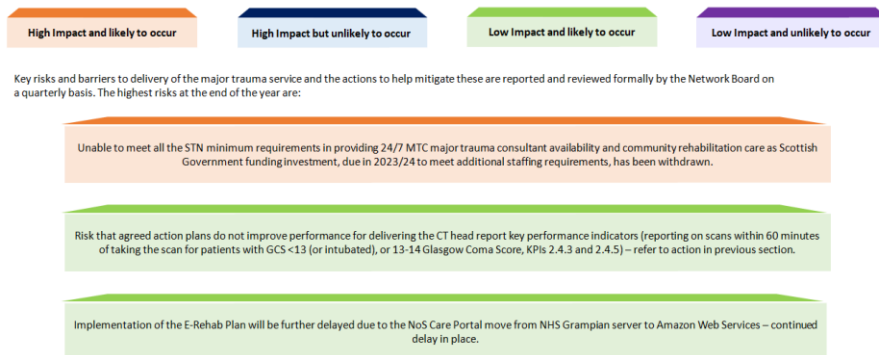 High Impact and likely to occur
High Impact but unlikely to occur
Low Impact and likely to occur
Low Impact and unlikely to occur
Key risks and barriers to delivery of the major trauma service and the actions to help mitigate these are reported and reviewed formally by the Network Board on
a quarterly basis. The highest risks at the end of the year are:
Unable to meet all the STN minimum requirements in providing 24/7 MTC major trauma consultant availability and community rehabilitation care as Scottish
Government funding investment, due in 2023/24 to meet additional staffing requirements, has been withdrawn.
Risk that agreed action plans do not improve performance for delivering the CT head report key performance indicators (reporting on scans within 60 minutes
of taking the scan for patients with GCS <13 (or intubated), or 13-14 Glasgow Coma Score, KPIs 2.4.3 and 2.4.5) – refer to action in previous section.
Implementation of the E-Rehab Plan will be further delayed due to the NoS Care Portal move from NHS Grampian server to Amazon Web Services – continued
delay in place.